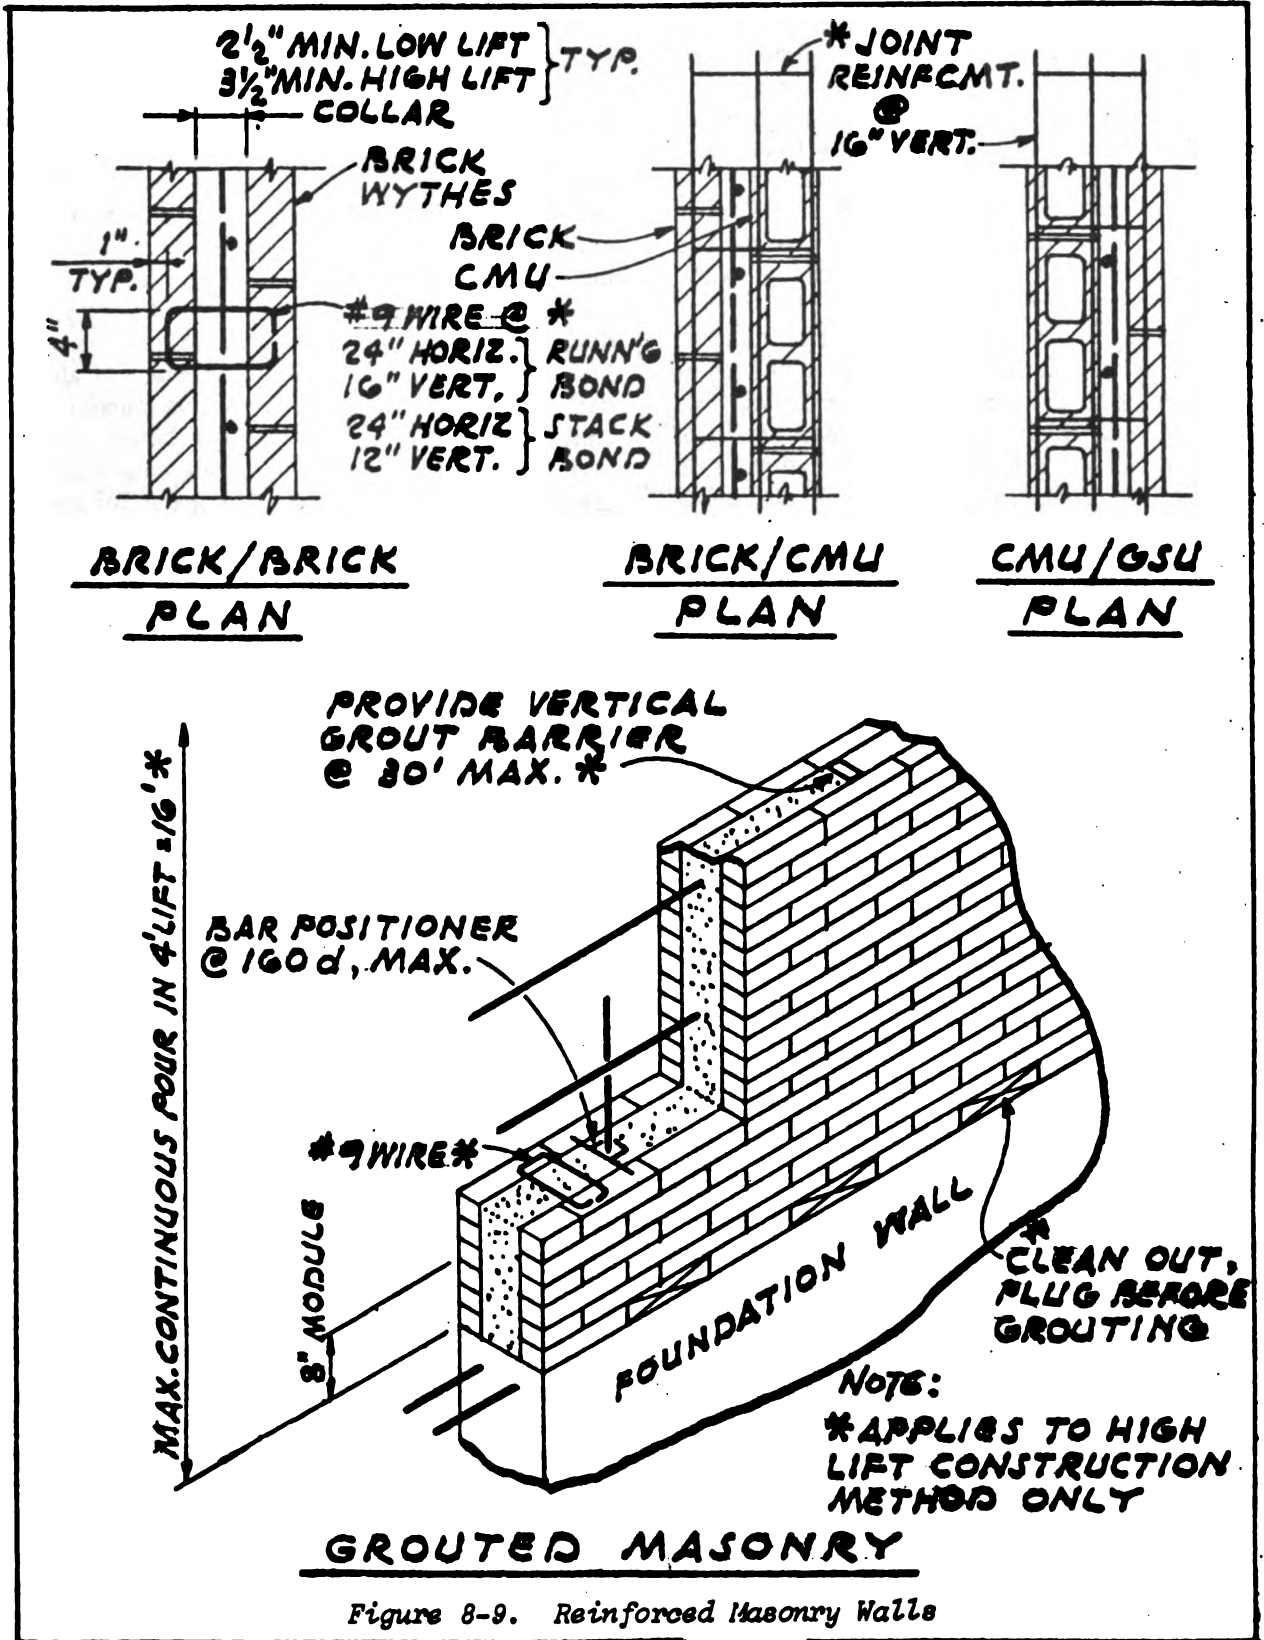 2½" MIN. LOW LIFT } TYP.
3½" MIN. HIGH LIFT
COLLAR
BRICK
WYTHES
1"
TYP.
4"
BRICK
CMU
#9 WIRE @ *
24" HORIZ. } RUNN'G
16" VERT. BOND
24" HORIZ } STACK
12" VERT. BOND
* JOINT
REINFCMT.
@
16" VERT.
BRICK/BRICK
PLAN
BRICK/CMU
PLAN
CMU/GSU
PLAN
PROVIDE VERTICAL
GROUT BARRIER
@ 30' MAX. *
MAX. CONTINUOUS POUR IN 4' LIFT = 16' *
BAR POSITIONER
@ 160 d, MAX.
#9 WIRE *
8" MODULE
FOUNDATION WALL
*
CLEAN OUT,
PLUG BEFORE
GROUTING
NOTE:
* APPLIES TO HIGH
LIFT CONSTRUCTION
METHOD ONLY
GROUTED MASONRY
Figure 8-9. Reinforced Masonry Walls